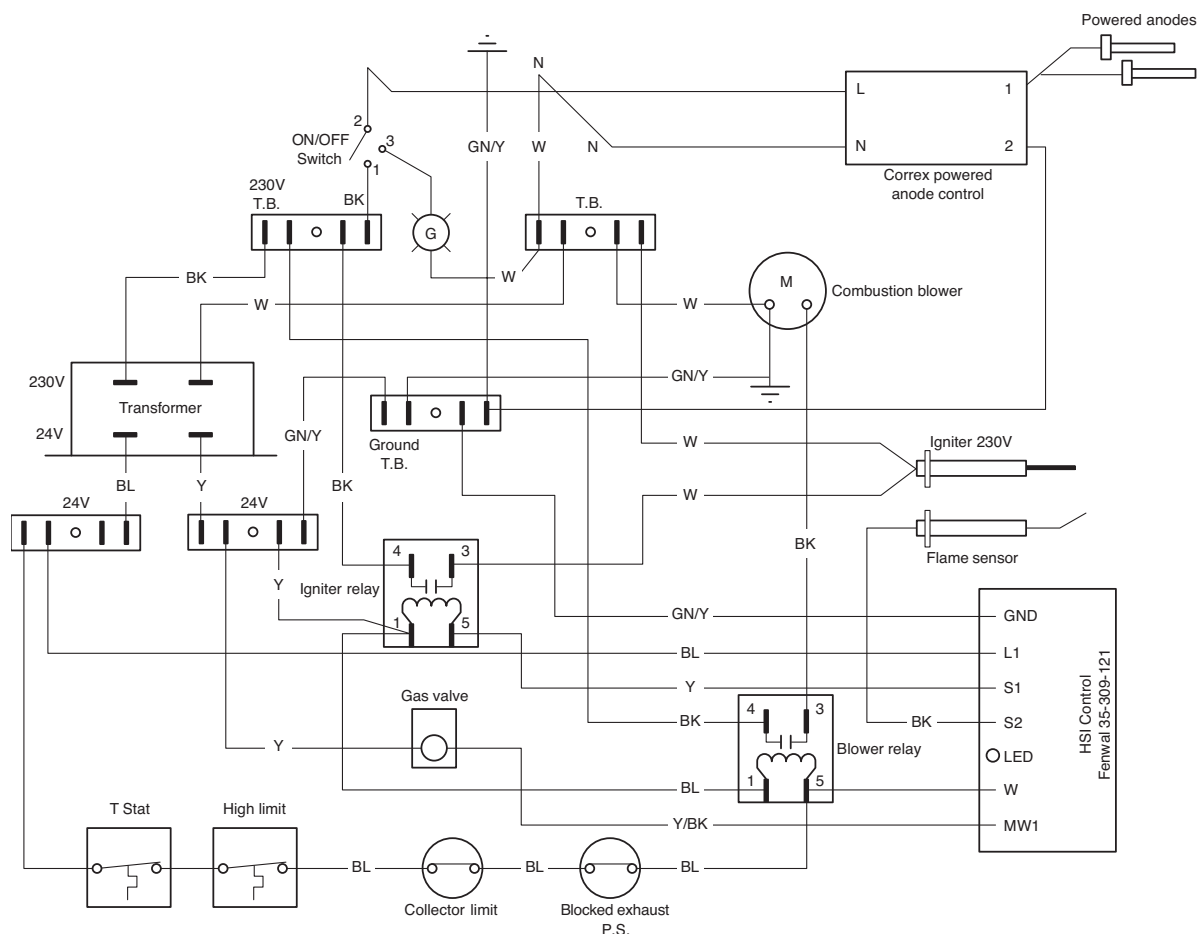 Powered anodes
N
L
1
2
ON/OFF
Switch
3
1
GN/Y
W
N
N
2
Correx powered
anode control
230V
T.B.
BK
T.B.
G
M
Combustion blower
BK
W
W
W
230V
Transformer
24V
GN/Y
GN/Y
Ground
T.B.
W
Igniter 230V
BL
Y
BK
W
24V
24V
BK
Flame sensor
4
3
Y
Igniter relay
1
5
GN/Y
GND
BL
L1
Y
S1
Gas valve
4
3
BK
BK
S2
HSI Control
Fenwal 35-309-121
Blower relay
LED
Y
1
5
BL
W
T Stat
High limit
Y/BK
MW1
BL
BL
BL
Collector limit
Blocked exhaust
P.S.